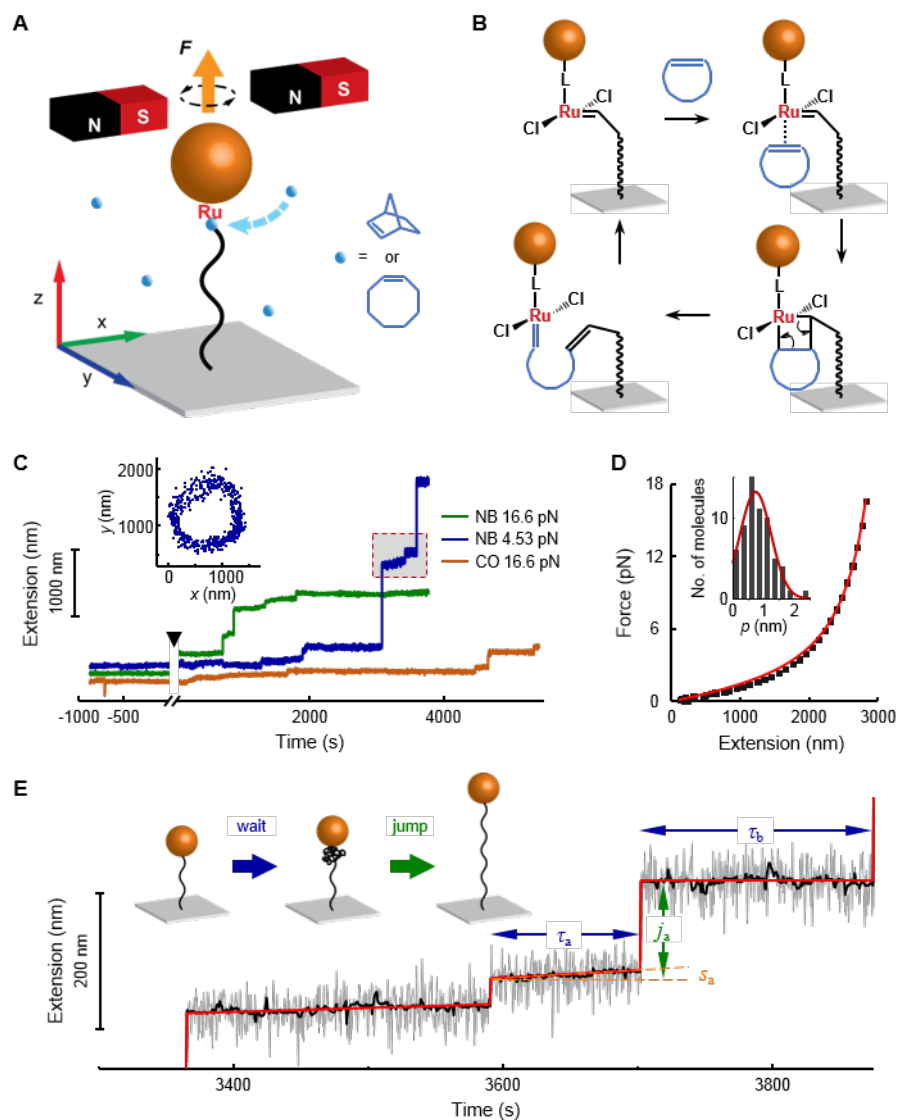 A
F
N
S
N
S
Ru
= or
z
x
y
B
L
Cl
Ru
Cl
L
Cl
Ru
Cl
L
Cl
Ru
Cl
L
Cl
Ru
Cl
C
Extension (nm)
1000 nm
2000
1000
y (nm)
0
1000
x (nm)
NB 16.6 pN
NB 4.53 pN
CO 16.6 pN
-1000
-500
2000
4000
Time (s)
D
Force (pN)
18
12
6
0
No. of molecules
10
0
1
2
p (nm)
0
1000
2000
3000
Extension (nm)
E
wait
jump
Extension (nm)
200 nm
τa
τb
ja
sa
3400
3600
3800
Time (s)